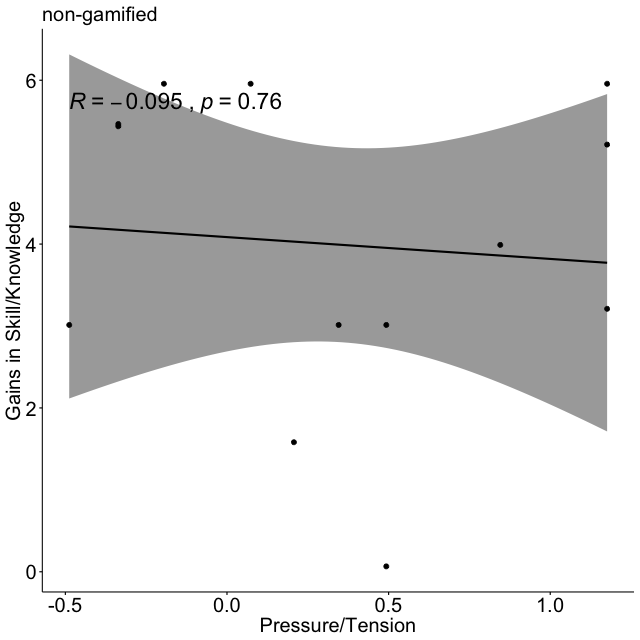 non-gamified
R = −0.095 , p = 0.76
6
4
2
0
Gains in Skill/Knowledge
-0.5
0.0
0.5
1.0
Pressure/Tension